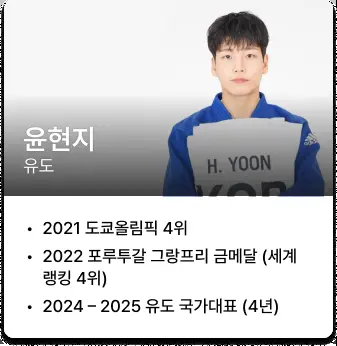 윤현지
유도
H. YOON
KOR
• 2021 도쿄올림픽 4위
• 2022 포루투갈 그랑프리 금메달 (세계
랭킹 4위)
• 2024 – 2025 유도 국가대표 (4년)